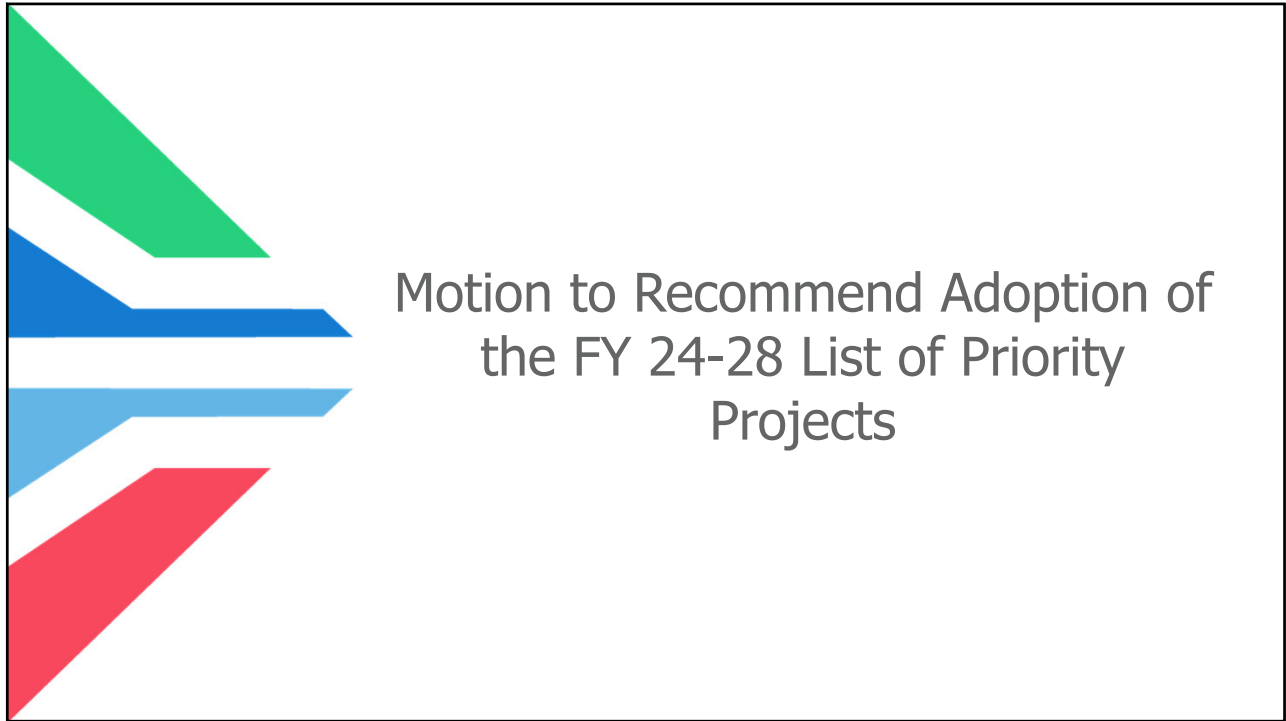 Motion to Recommend Adoption of
the FY 24-28 List of Priority
Projects